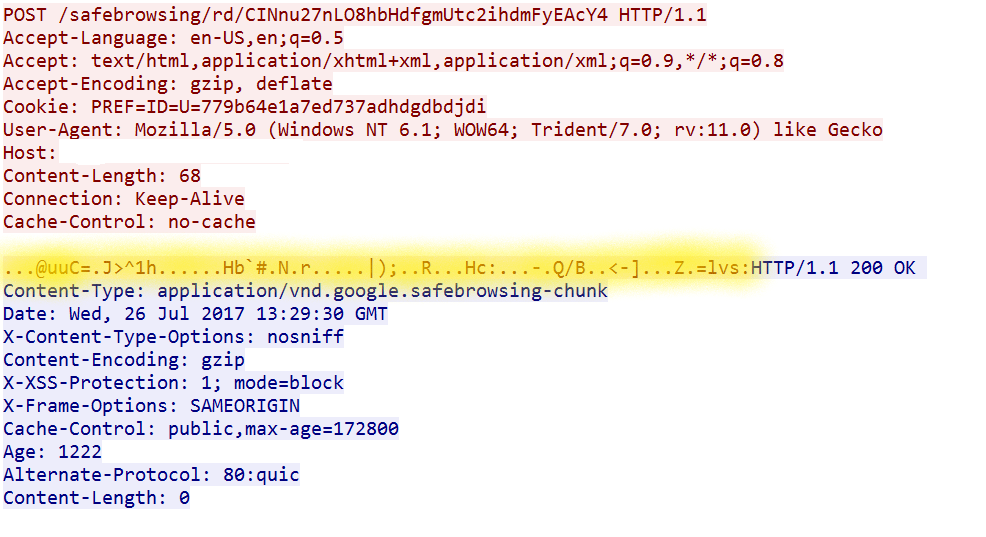 POST /safebrowsing/rd/CINnu27nLO8hbHdfgmUtc2ihdmFyEAcY4 HTTP/1.1
Accept-Language: en-US,en;q=0.5
Accept: text/html,application/xhtml+xml,application/xml;q=0.9,*/*;q=0.8
Accept-Encoding: gzip, deflate
Cookie: PREF=ID=U=779b64e1a7ed737adhdgdbdjdi
User-Agent: Mozilla/5.0 (Windows NT 6.1; WOW64; Trident/7.0; rv:11.0) like Gecko
Host:
Content-Length: 68
Connection: Keep-Alive
Cache-Control: no-cache
...@uuC=.J>^1h......Hb`#.N.r.....|);..R...Hc:...-.Q/B..<-]...Z.=lvs:HTTP/1.1 200 OK
Content-Type: application/vnd.google.safebrowsing-chunk
Date: Wed, 26 Jul 2017 13:29:30 GMT
X-Content-Type-Options: nosniff
Content-Encoding: gzip
X-XSS-Protection: 1; mode=block
X-Frame-Options: SAMEORIGIN
Cache-Control: public,max-age=172800
Age: 1222
Alternate-Protocol: 80:quic
Content-Length: 0